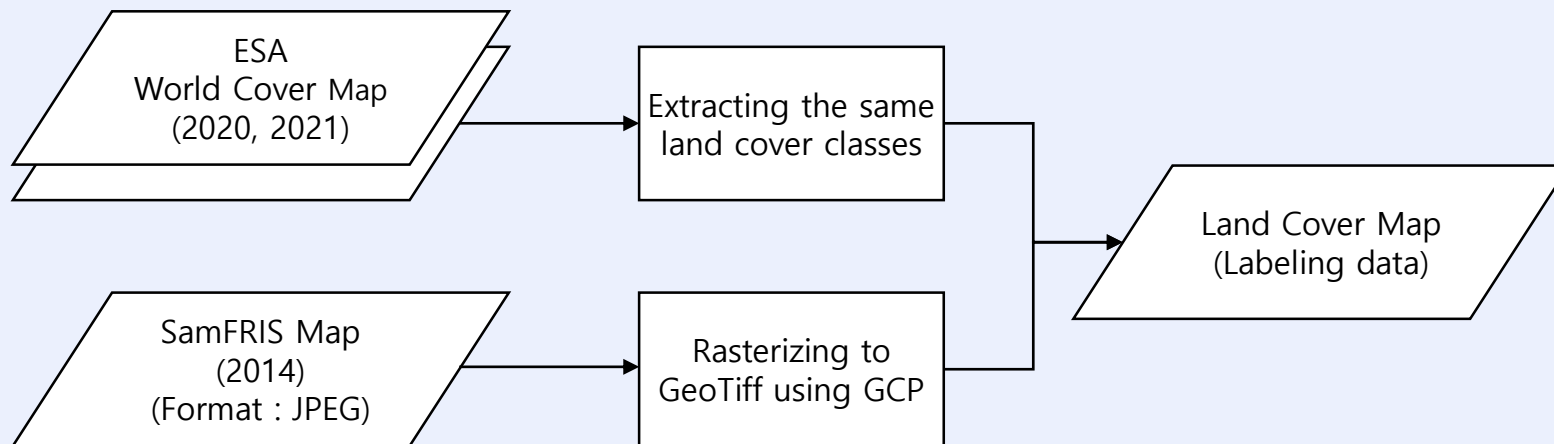 ESA
World Cover Map
(2020, 2021)
Extracting the same
land cover classes
Land Cover Map
(Labeling data)
SamFRIS Map
(2014)
(Format : JPEG)
Rasterizing to
GeoTiff using GCP